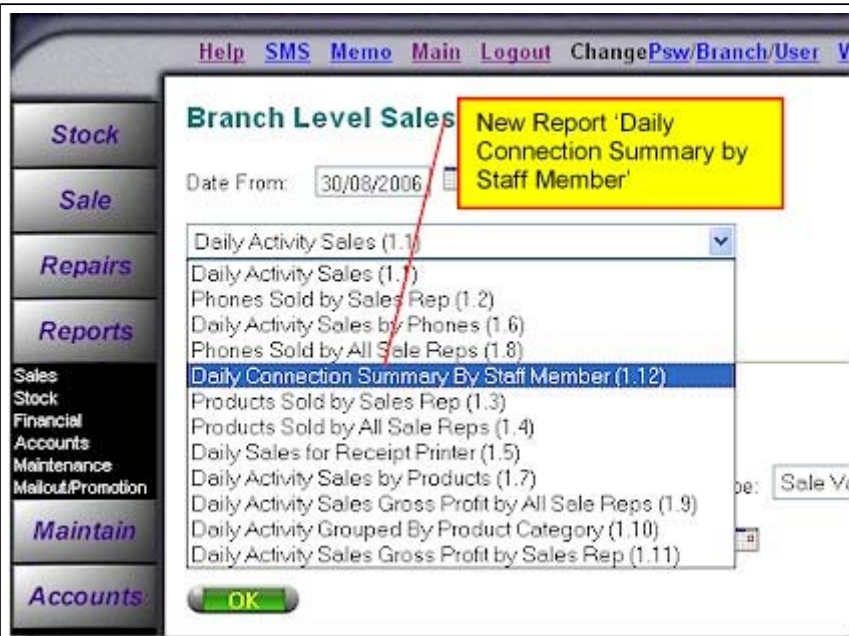 Help SMS Memo Main Logout ChangePsw/Branch/User
Stock
Sale
Repairs
Reports
Sales
Stock
Financial
Accounts
Maintenance
Mailout/Promotion
Maintain
Accounts
Branch Level Sales
New Report 'Daily
Connection Summary by
Staff Member'
Date From: 30/08/2006
Daily Activity Sales (1.1)
Daily Activity Sales (1.1)
Phones Sold by Sales Rep (1.2)
Daily Activity Sales by Phones (1.6)
Phones Sold by All Sale Reps (1.8)
Daily Connection Summary By Staff Member (1.12)
Products Sold by Sales Rep (1.3)
Products Sold by All Sale Reps (1.4)
Daily Sales for Receipt Printer (1.5)
Daily Activity Sales by Products (1.7)
Daily Activity Sales Gross Profit by All Sale Reps (1.9)
Daily Activity Grouped By Product Category (1.10)
Daily Activity Sales Gross Profit by Sales Rep (1.11)
Sale
OK